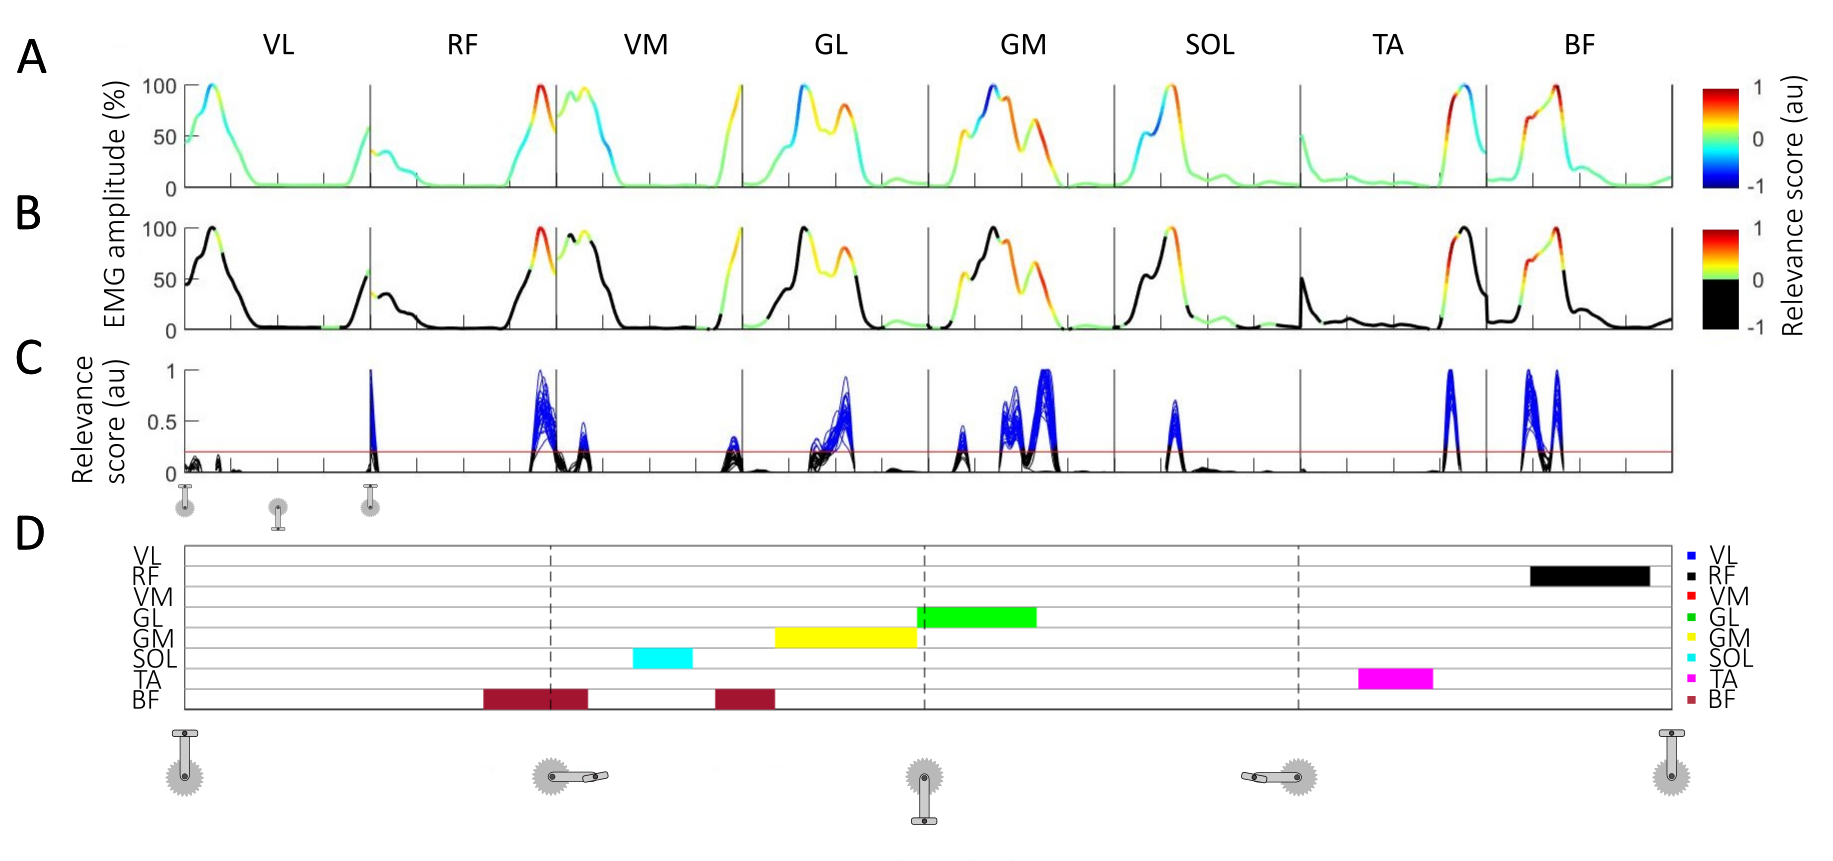 VL RF VM GL GM SOL TA BF
A
EMG amplitude (%)
100
50
0
1
0
-1
Relevance score (au)
B
100
50
0
1
0
-1
C
Relevance
score (au)
1
0.5
0
D
VL
RF
VM
GL
GM
SOL
TA
BF
VL
RF
VM
GL
GM
SOL
TA
BF